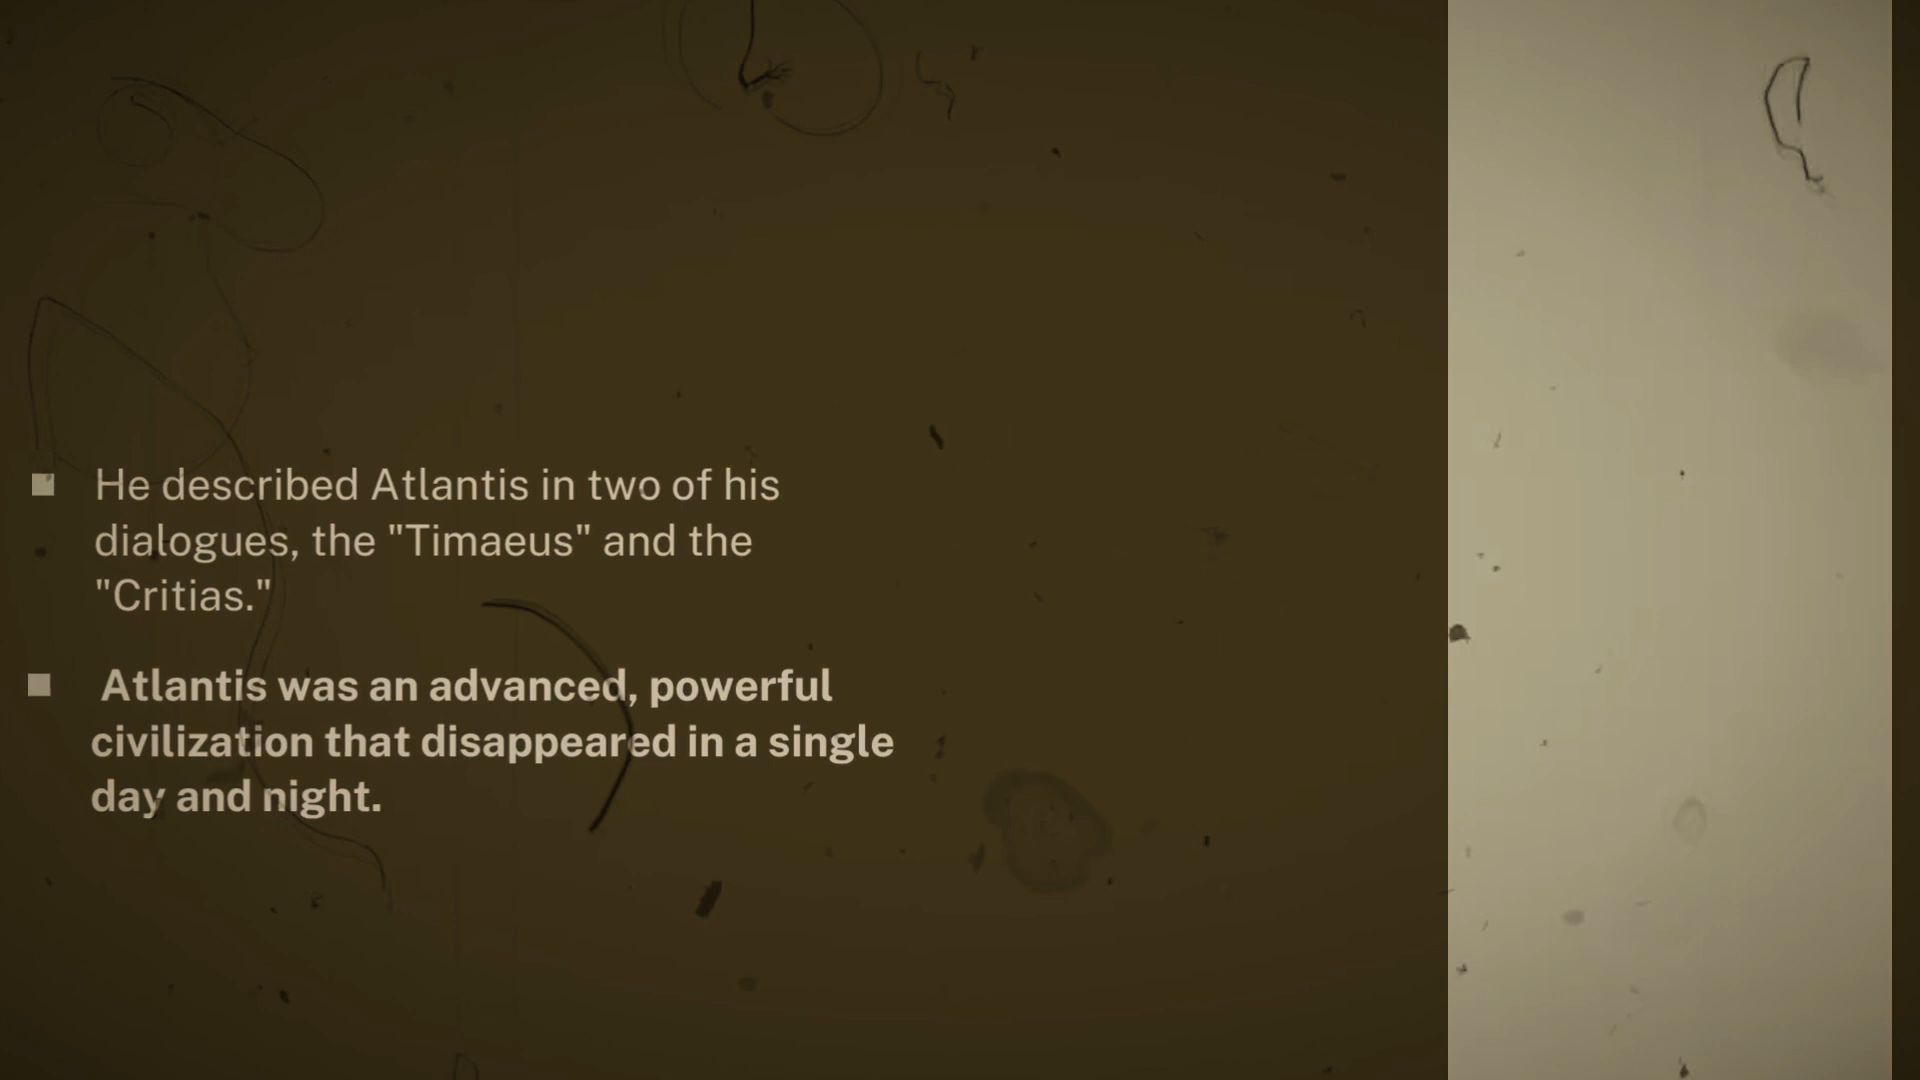 He described Atlantis in two of his
dialogues, the "Timaeus" and the
"Critias."
Atlantis was an advanced, powerful
civilization that disappeared in a single
day and night.